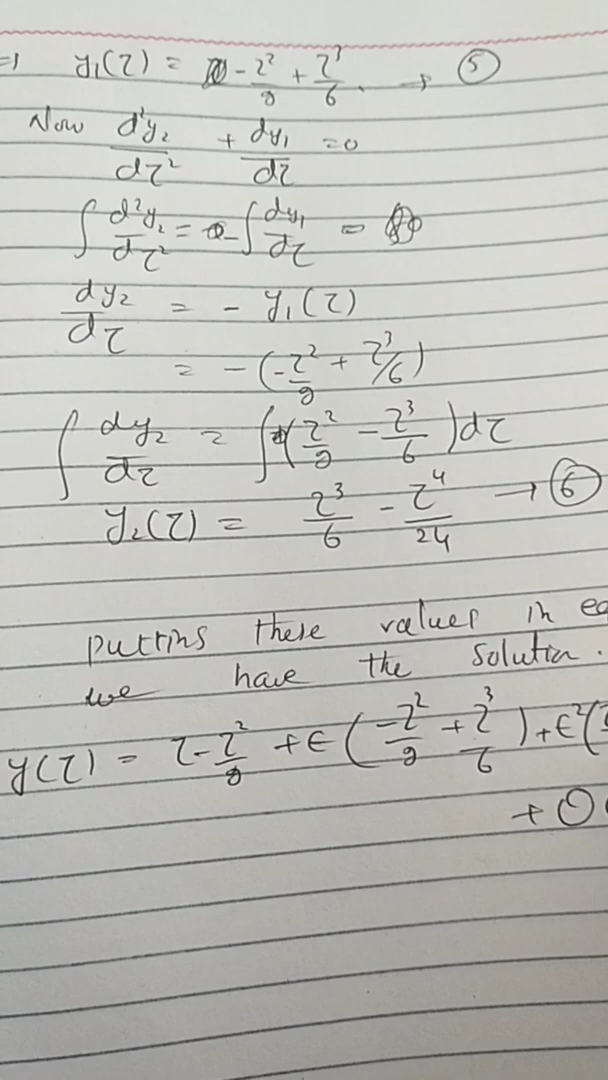 =) y₁(τ) = -τ²/2 + τ³/6. → ⑤
Now d²y₂/dτ² + dy₁/dτ = 0
∫ d²y₂/dτ² = -∫ dy₁/dτ =
dy₂/dτ = - y₁(τ)
= - (-τ²/2 + τ³/6)
∫ dy₂/dτ = ∫ (τ²/2 - τ³/6) dτ
y₂(τ) = τ³/6 - τ⁴/24 → ⑥
putting these values in eq
we have the solution.
y(τ) = τ - τ²/2 + ϵ (-τ²/2 + τ³/6) + ϵ² (
+ O